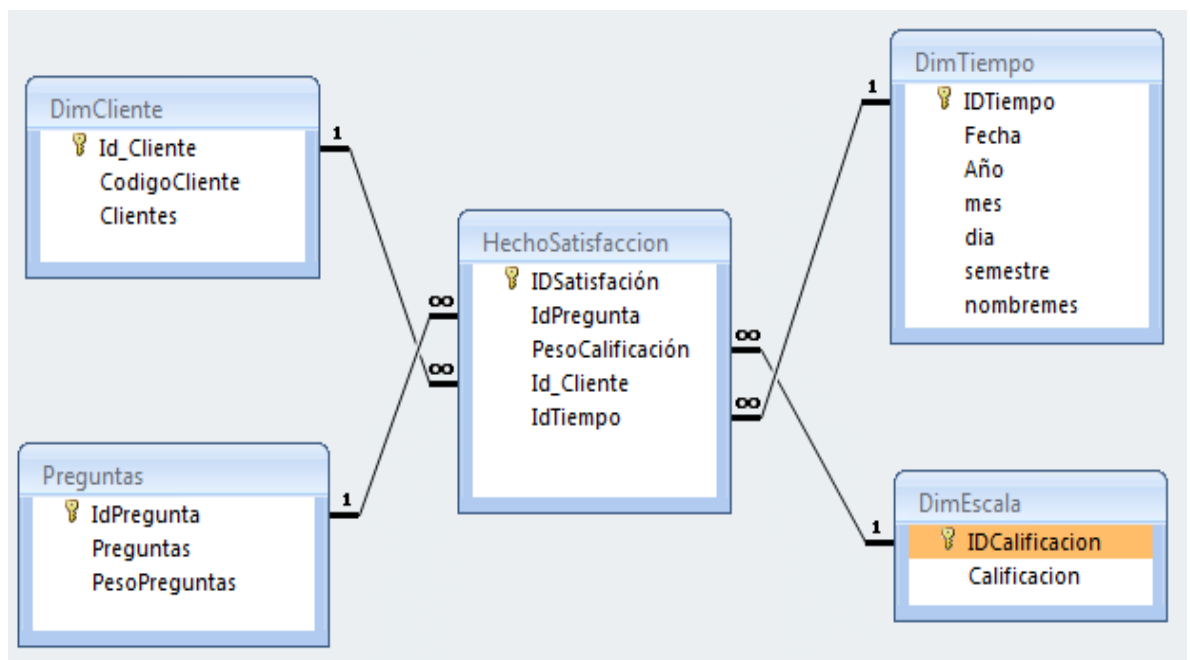 DimCliente
Id_Cliente
CodigoCliente
Clientes
1
HechoSatisfaccion
IDSatisfación
IdPregunta
PesoCalificación
Id_Cliente
IdTiempo
∞
∞
∞
∞
DimTiempo
1
IDTiempo
Fecha
Año
mes
dia
semestre
nombremes
Preguntas
IdPregunta
Preguntas
PesoPreguntas
1
DimEscala
1
IDCalificacion
Calificacion